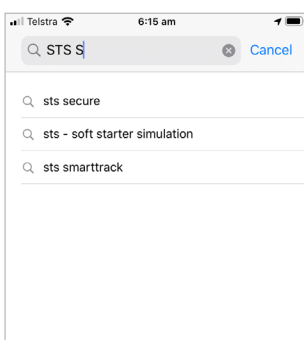 Telstra 6:15 am
STS S Cancel
sts secure
sts - soft starter simulation
sts smarttrack